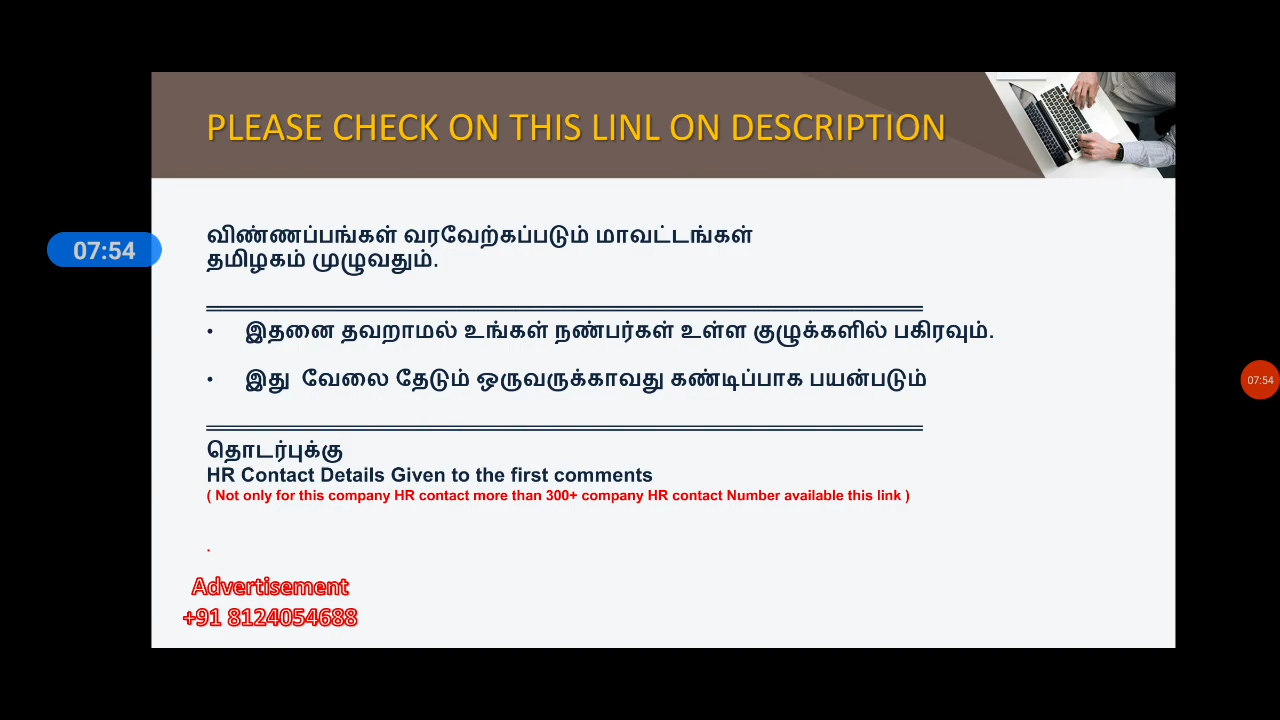 PLEASE CHECK ON THIS LINL ON DESCRIPTION
விண்ணப்பங்கள் வரவேற்கப்படும் மாவட்டங்கள்
07:54
தமிழகம் முழுவதும்.
• இதனை தவறாமல் உங்கள் நண்பர்கள் உள்ள குழுக்களில் பகிரவும்.
• இது வேலை தேடும் ஒருவருக்காவது கண்டிப்பாக பயன்படும்
07:54
தொடர்புக்கு
HR Contact Details Given to the first comments
( Not only for this company HR contact more than 300+ company HR contact Number available this link )
.
Advertisement
+91 8124054688